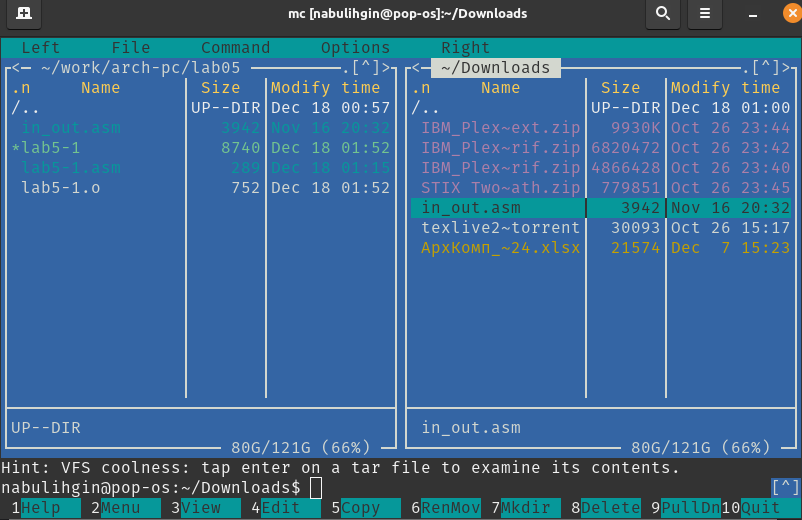 mc [nabulihgin@pop-os]:~/Downloads
Left File Command Options Right
<─ ~/work/arch-pc/lab05 ─.[^]> <─ ~/Downloads ─.[^]>
.n Name Size Modify time .n Name Size Modify time
/.. UP--DIR Dec 18 00:57 /.. UP--DIR Dec 18 01:00
in_out.asm 3942 Nov 16 20:32 IBM_Plex~ext.zip 9930K Oct 26 23:44
*lab5-1 8740 Dec 18 01:52 IBM_Plex~rif.zip 6820472 Oct 26 23:42
lab5-1.asm 289 Dec 18 01:15 IBM_Plex~rif.zip 4866428 Oct 26 23:40
lab5-1.o 752 Dec 18 01:52 STIX Two~ath.zip 779851 Oct 26 23:45
in_out.asm 3942 Nov 16 20:32
texlive2~torrent 30093 Oct 26 15:17
АрхКомп_~24.xlsx 21574 Dec 7 15:23
UP--DIR in_out.asm
80G/121G (66%) 80G/121G (66%)
Hint: VFS coolness: tap enter on a tar file to examine its contents.
nabulihgin@pop-os:~/Downloads$ [^]
1Help 2Menu 3View 4Edit 5Copy 6RenMov 7Mkdir 8Delete 9PullDn 10Quit